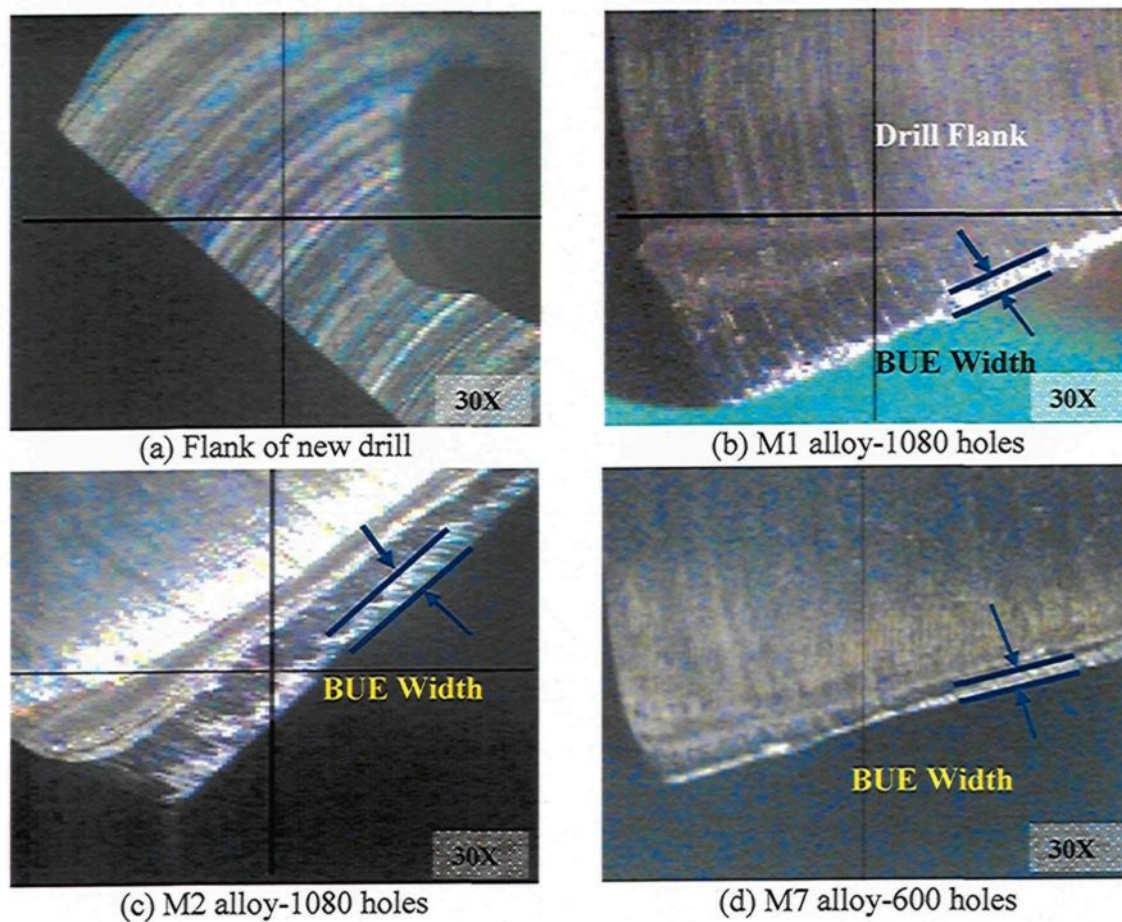 30X
(a) Flank of new drill
Drill Flank
BUE Width
30X
(b) M1 alloy-1080 holes
BUE Width
30X
(c) M2 alloy-1080 holes
BUE Width
30X
(d) M7 alloy-600 holes